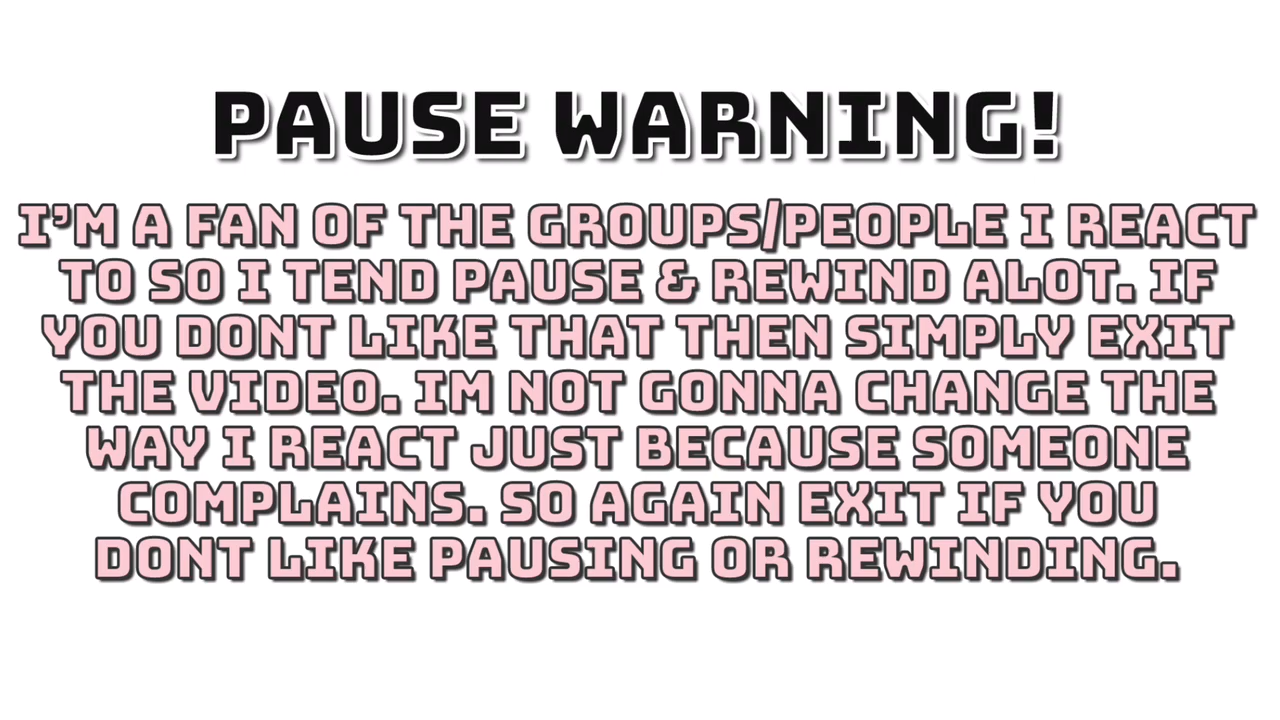 PAUSE WARNING!
I'M A FAN OF THE GROUPS/PEOPLE I REACT
TO SO I TEND PAUSE & REWIND ALOT. IF
YOU DONT LIKE THAT THEN SIMPLY EXIT
THE VIDEO. IM NOT GONNA CHANGE THE
WAY I REACT JUST BECAUSE SOMEONE
COMPLAINS. SO AGAIN EXIT IF YOU
DONT LIKE PAUSING OR REWINDING.